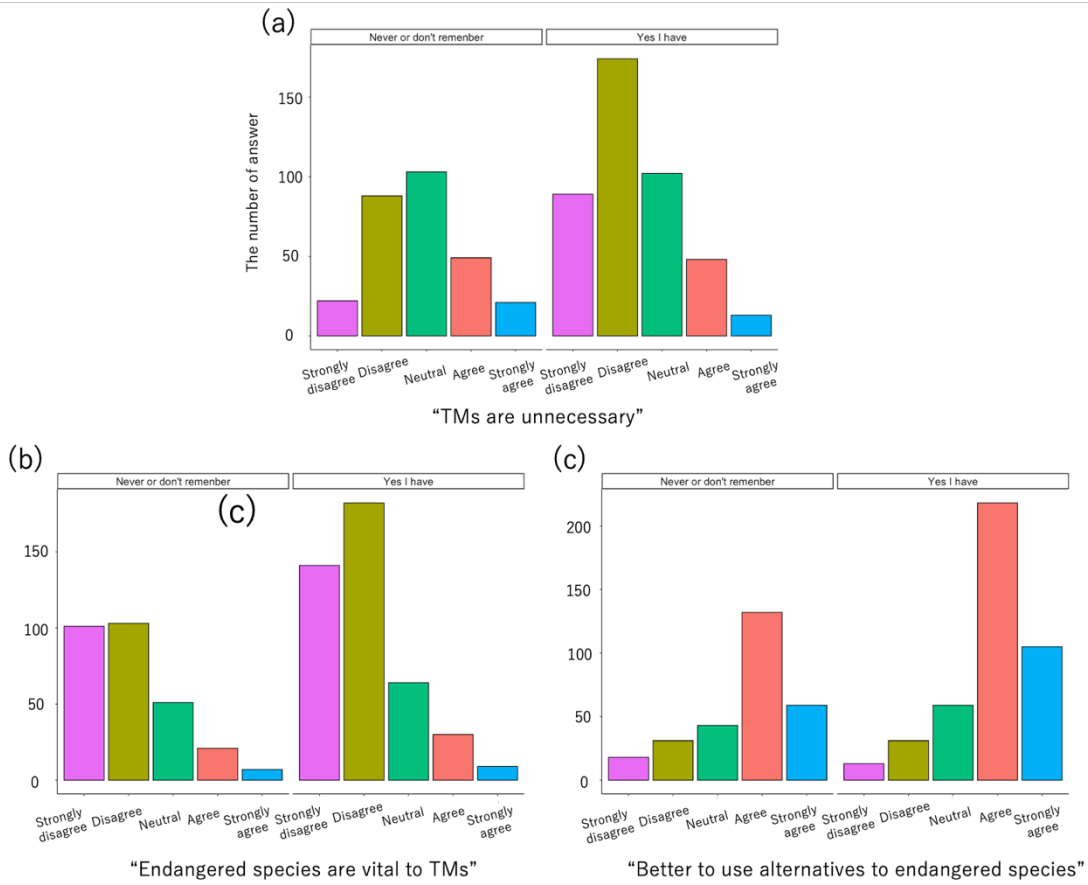 (a)
Never or don't remenber
Yes I have
The number of answer
150
100
50
0
Strongly disagree
Disagree
Neutral
Agree
Strongly agree
Strongly disagree
Disagree
Neutral
Agree
Strongly agree
“TMs are unnecessary”
(b)
Never or don't remenber
Yes I have
(c)
150
100
50
0
Strongly disagree
Disagree
Neutral
Agree
Strongly agree
Strongly disagree
Disagree
Neutral
Agree
Strongly agree
“Endangered species are vital to TMs”
(c)
Never or don't remenber
Yes I have
200
150
100
50
0
Strongly disagree
Disagree
Neutral
Agree
Strongly agree
Strongly disagree
Disagree
Neutral
Agree
Strongly agree
“Better to use alternatives to endangered species”